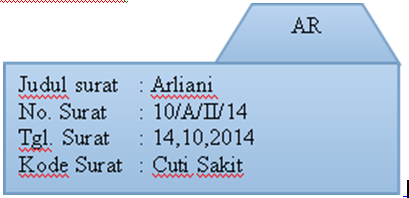 AR
Judul surat : Arliani
No. Surat : 10/A/II/14
Tgl. Surat : 14,10,2014
Kode Surat : Cuti Sakit